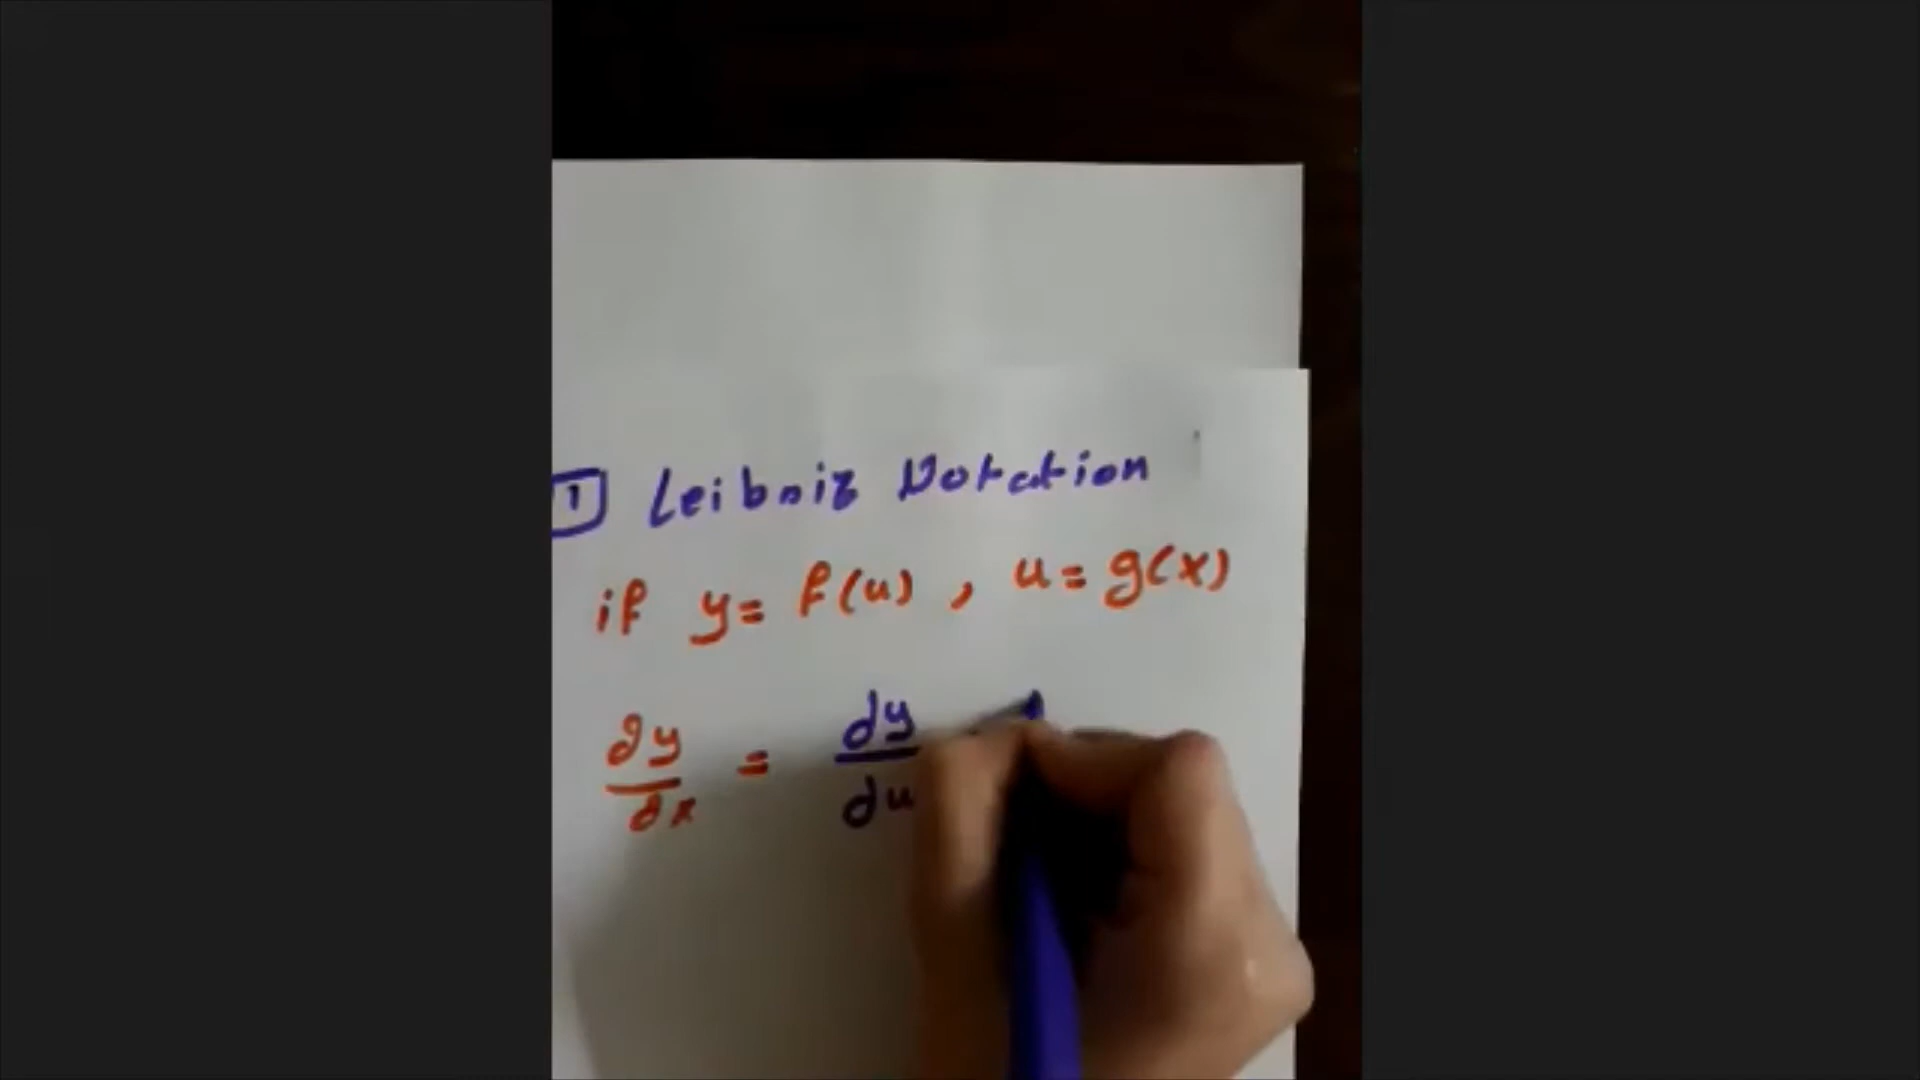 1 Leibniz Notation
if y = f(u) , u = g(x)
dy/dx = dy/du